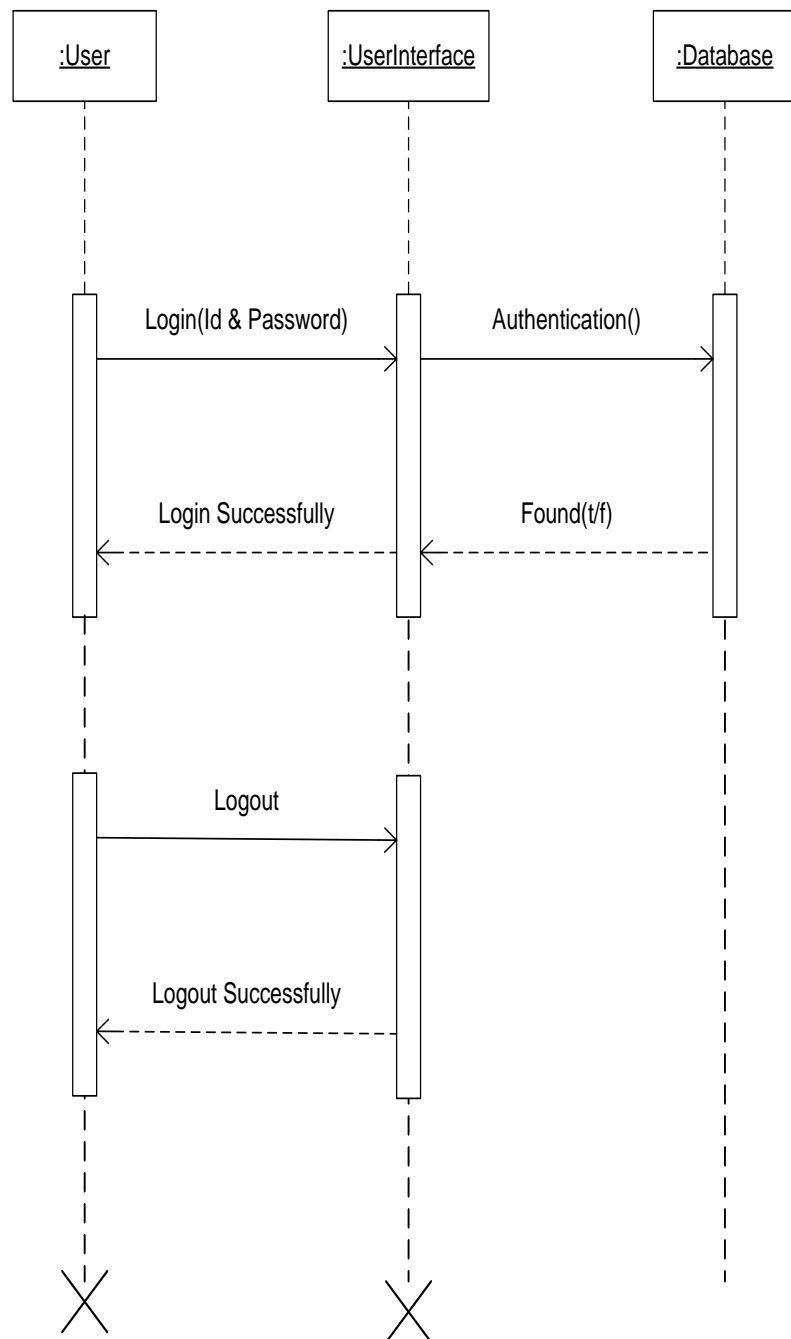 :User
:UserInterface
:Database
Login(Id & Password)
Authentication()
Login Successfully
Found(t/f)
Logout
Logout Successfully